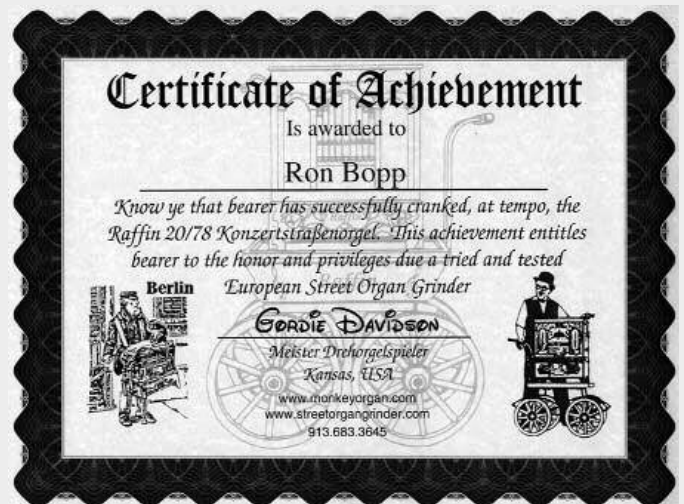 Certificate of Achievement
Is awarded to
Ron Bopp
Know ye that bearer has successfully cranked, at tempo, the
Raffin 20/78 Konzertstraßenorgel. This achievement entitles
bearer to the honor and privileges due a tried and tested
European Street Organ Grinder
Berlin
Gordie Davidson
Meister Drehorgelspieler
Kansas, USA
www.monkeyorgan.com
www.streetorgangrinder.com
913.683.3645